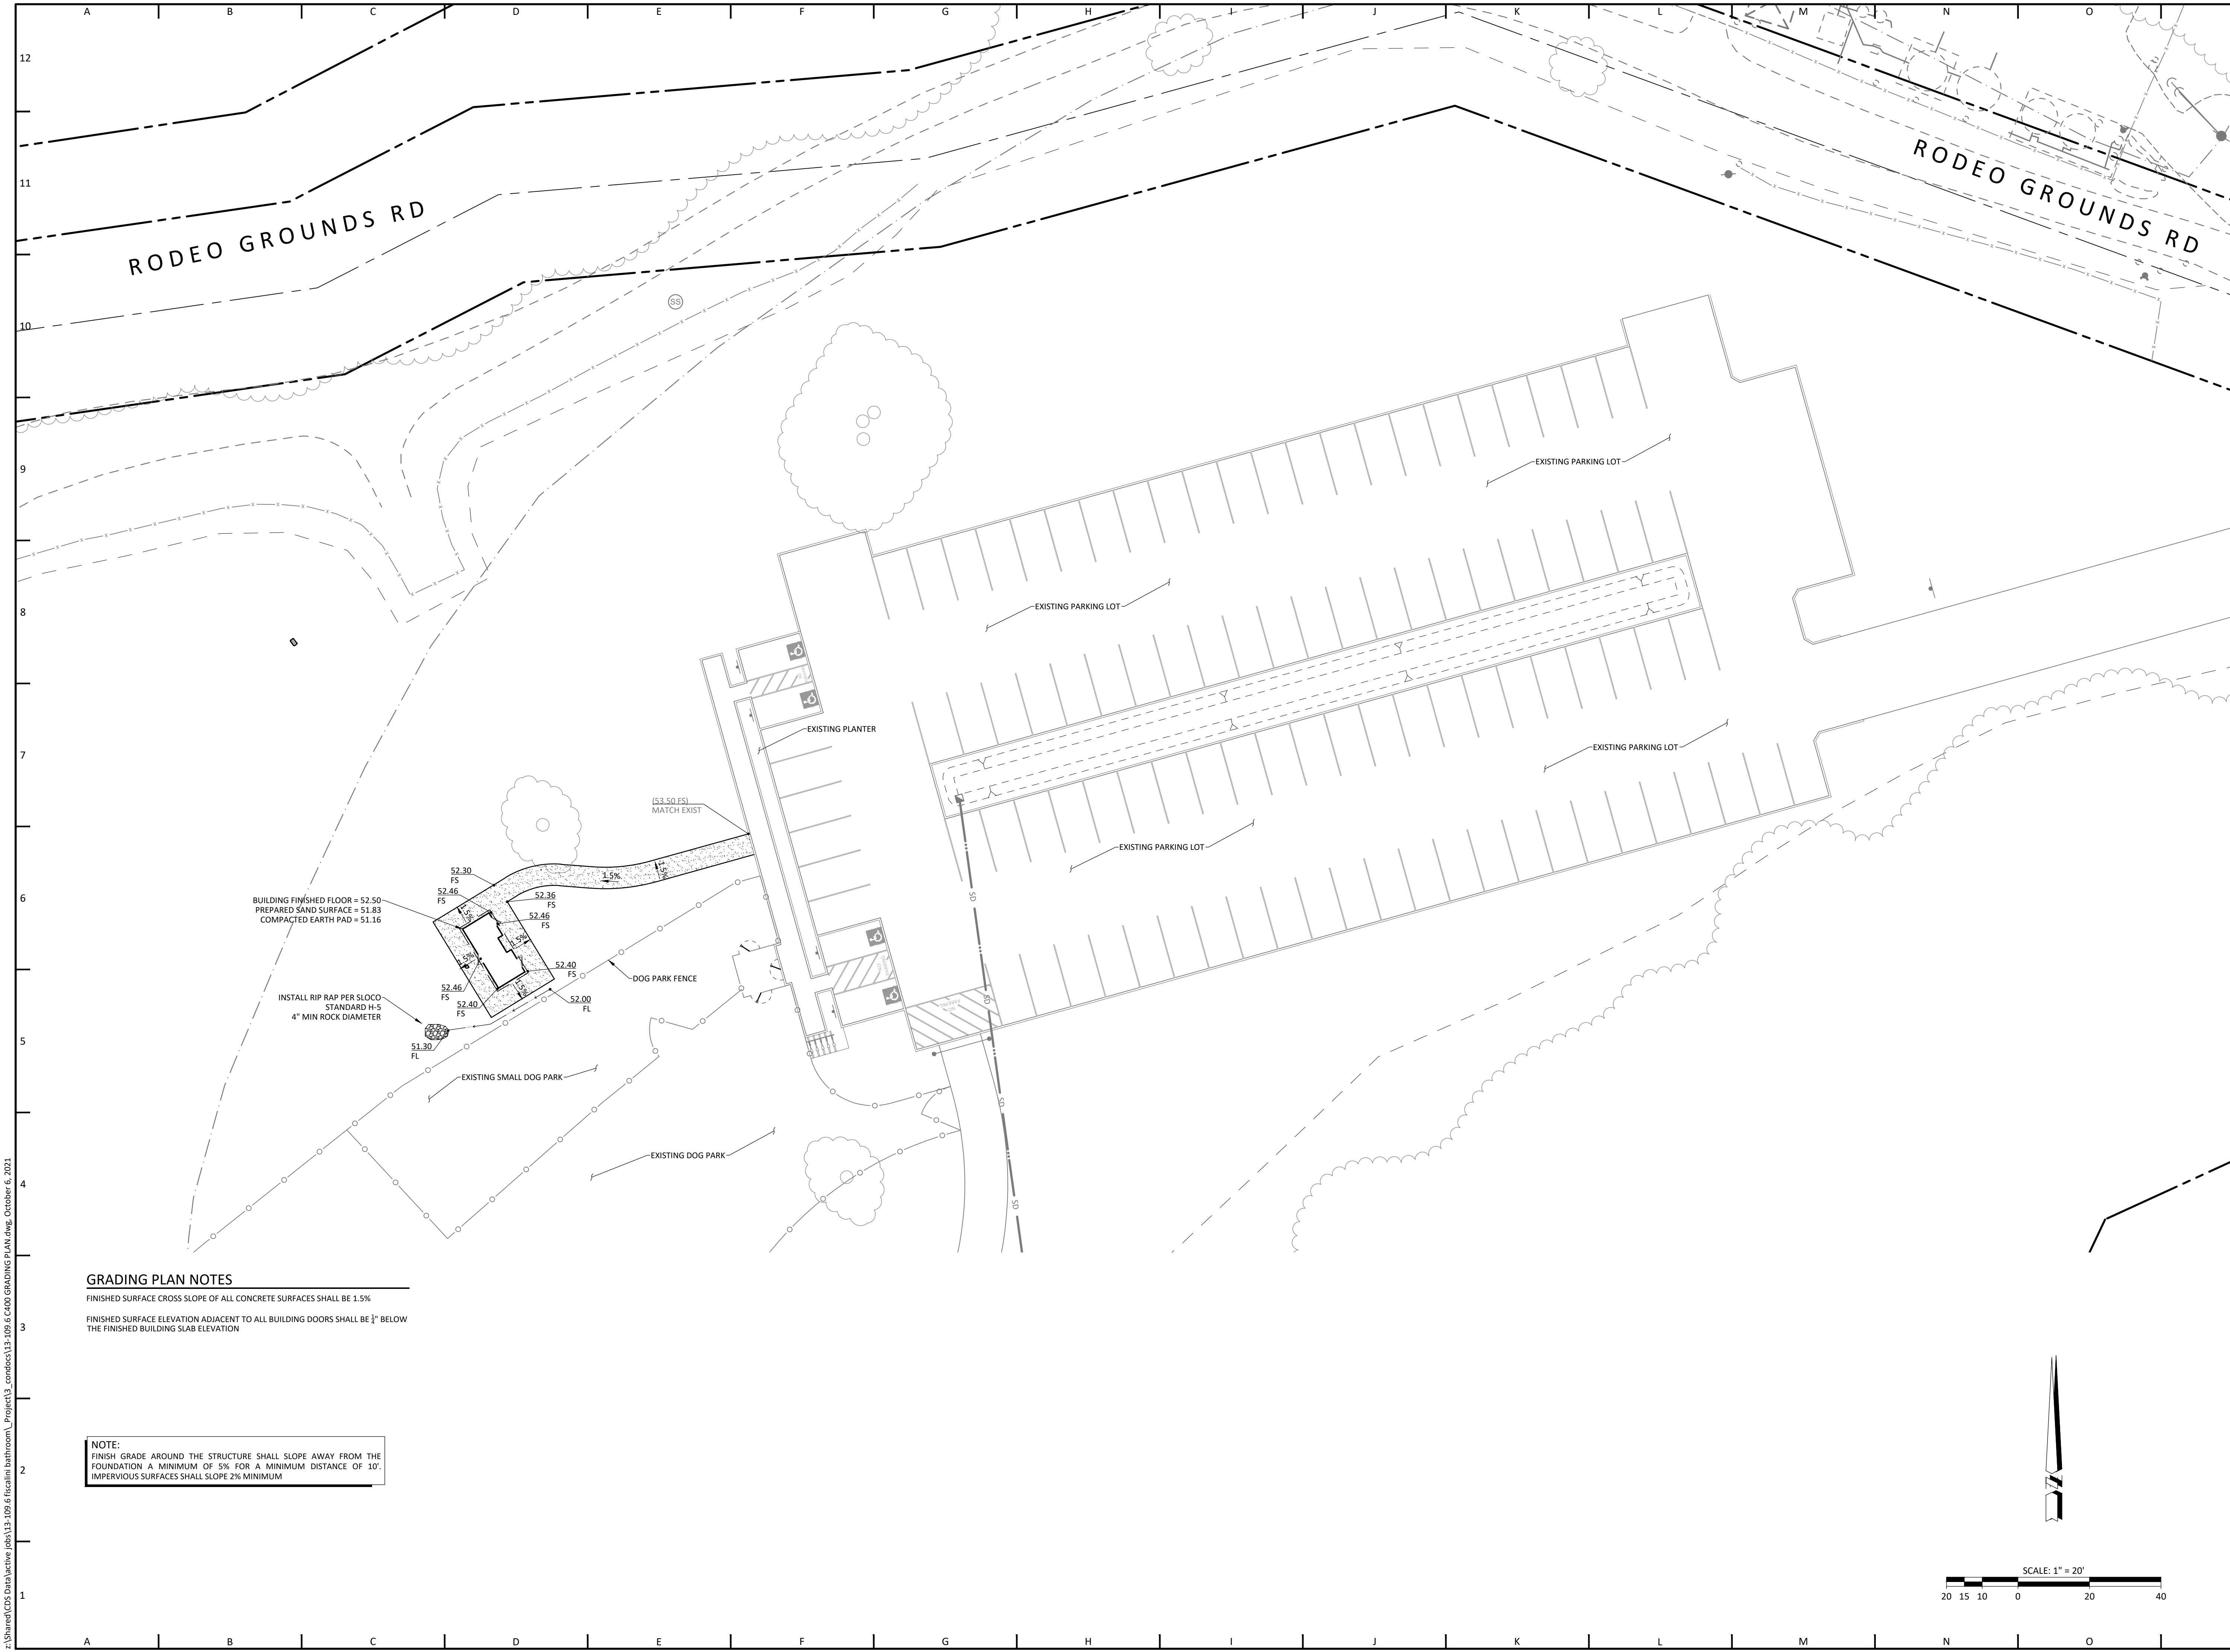 A B C D E F G H I J K L M N O
12
11
10
9
8
7
6
5
4
3
2
1
RODEO GROUNDS RD
RODEO GROUNDS RD
SS
EXISTING PARKING LOT
EXISTING PARKING LOT
EXISTING PLANTER
EXISTING PARKING LOT
(53.50 FS)
MATCH EXIST
EXISTING PARKING LOT
52.30
FS
1.5%
1.5%
52.46
FS
52.36
FS
BUILDING FINISHED FLOOR = 52.50
PREPARED SAND SURFACE = 51.83
COMPACTED EARTH PAD = 51.16
1.5%
52.46
FS
1.5%
1.5%
52.40
FS
DOG PARK FENCE
52.46
FS
1.5%
52.40
FS
52.00
FL
INSTALL RIP RAP PER SLOCO
STANDARD H-5
4" MIN ROCK DIAMETER
51.30
FL
SD
SD
SD
SD
NO
PARKING
EXISTING SMALL DOG PARK
EXISTING DOG PARK
GRADING PLAN NOTES
FINISHED SURFACE CROSS SLOPE OF ALL CONCRETE SURFACES SHALL BE 1.5%
FINISHED SURFACE ELEVATION ADJACENT TO ALL BUILDING DOORS SHALL BE " BELOW
THE FINISHED BUILDING SLAB ELEVATION
NOTE:
FINISH GRADE AROUND THE STRUCTURE SHALL SLOPE AWAY FROM THE
FOUNDATION A MINIMUM OF 5% FOR A MINIMUM DISTANCE OF 10'.
IMPERVIOUS SURFACES SHALL SLOPE 2% MINIMUM
N
SCALE: 1" = 20'
20 15 10 0 20 40
z:\Shared\CDS Data\active jobs\13-109.6 fiscalini bathroom\_Project\3_condocs\13-109.6 C400 GRADING PLAN.dwg, October 6, 2021
A B C D E F G H I J K L M N O